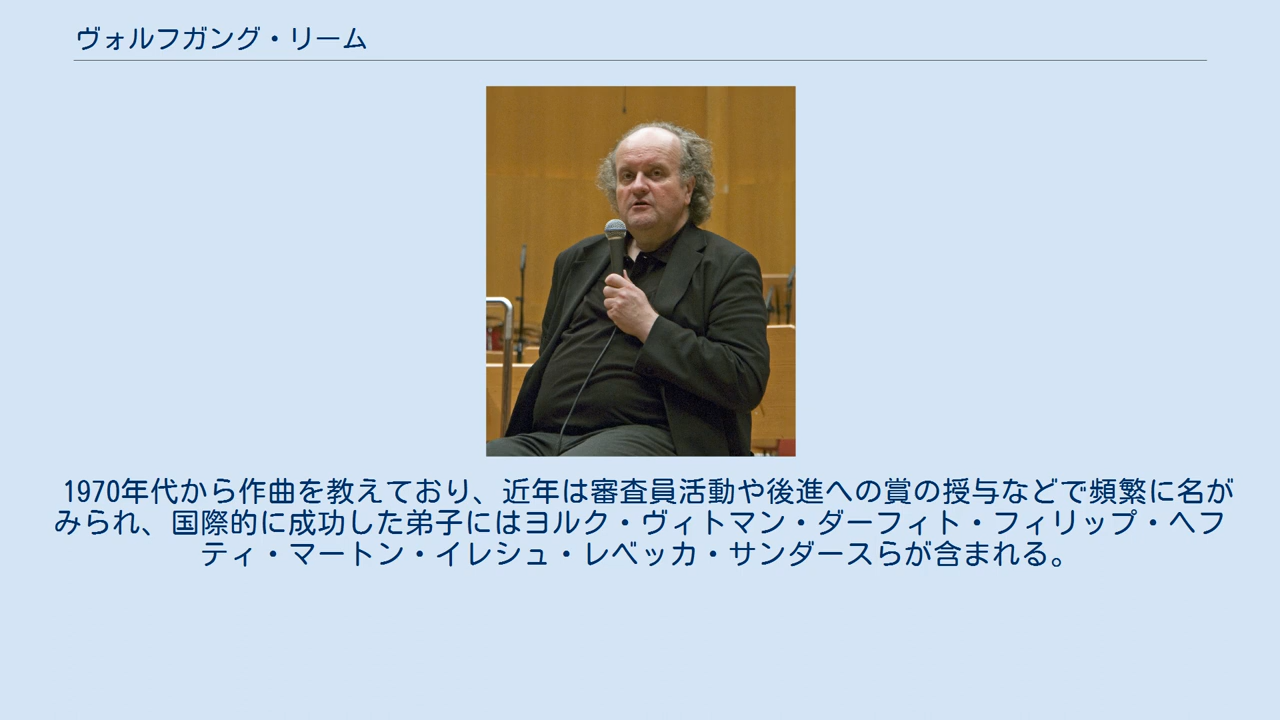 ヴォルフガング・リーム
1970年代から作曲を教えており、近年は審査員活動や後進への賞の授与などで頻繁に名が
みられ、国際的に成功した弟子にはヨルク・ヴィトマン・ダーフィト・フィリップ・ヘフ
ティ・マートン・イレシュ・レベッカ・サンダースらが含まれる。